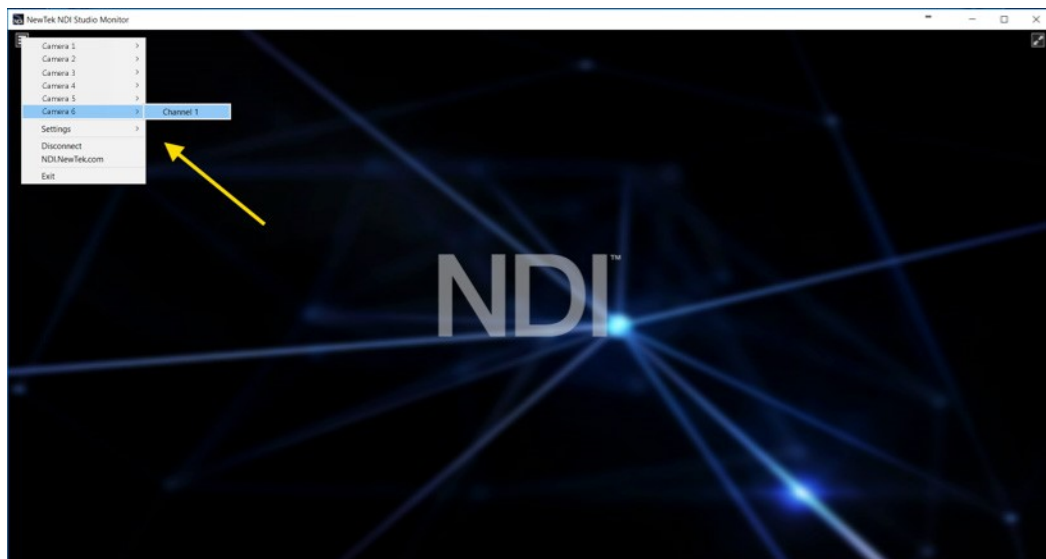 NewTek NDI Studio Monitor
Camera 1
Camera 2
Camera 3
Camera 4
Camera 5
Camera 6
Channel 1
Settings
Disconnect
NDI.NewTek.com
Exit
NDI™